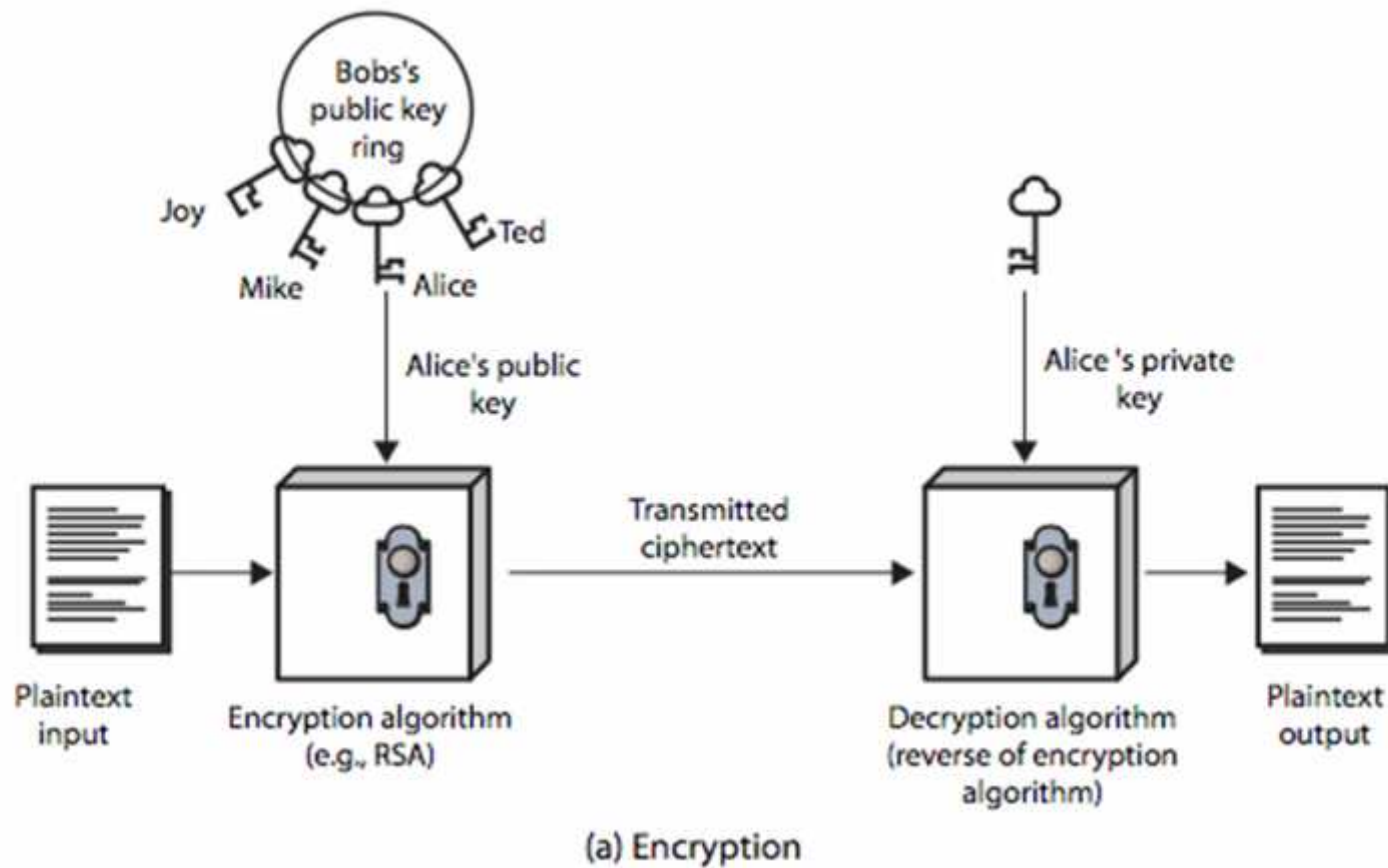 Bobs's
public key
ring
Joy
Ted
Mike
Alice
Alice's public
key
Alice 's private
key
Transmitted
ciphertext
Plaintext
input
Encryption algorithm
(e.g., RSA)
Decryption algorithm
(reverse of encryption
algorithm)
Plaintext
output
(a) Encryption